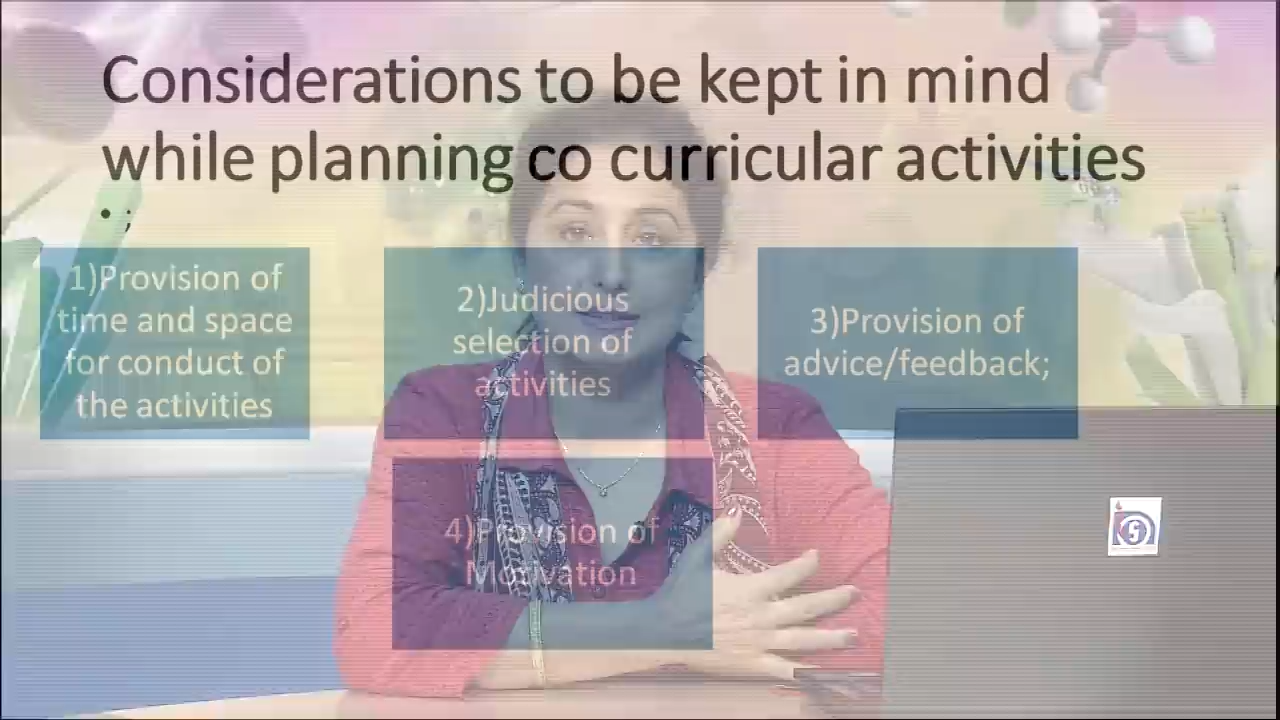 Considerations to be kept in mind
while planning co curricular activities
• ;
1)Provision of
time and space
for conduct of
the activities
2)Judicious
selection of
activities
3)Provision of
advice/feedback;
4)Provision of
Motivation